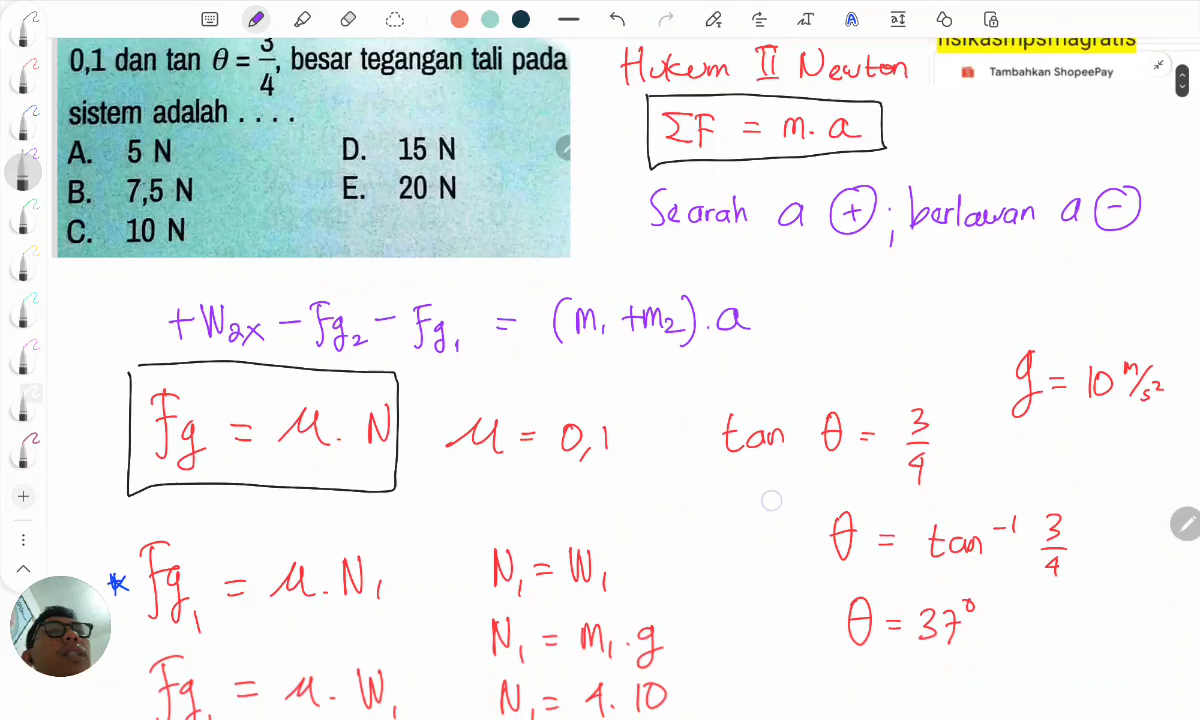 0,1 dan tan θ = 3/4, besar tegangan tali pada
sistem adalah . . . .
A. 5 N
B. 7,5 N
C. 10 N
D. 15 N
E. 20 N
Hukum II Newton
ΣF = m . a
Searah a (+) ; berlawan a (-)
fisikasmpsmagratis
Tambahkan ShopeePay
+W2x - Fg2 - Fg1 = (m1 + m2) . a
Fg = μ . N
μ = 0,1
tan θ = 3/4
g = 10 m/s2
θ = tan⁻¹ 3/4
θ = 37°
Fg1 = μ . N1
N1 = W1
N1 = m1 . g
Fg1 = μ . W1
N1 = 4 . 10